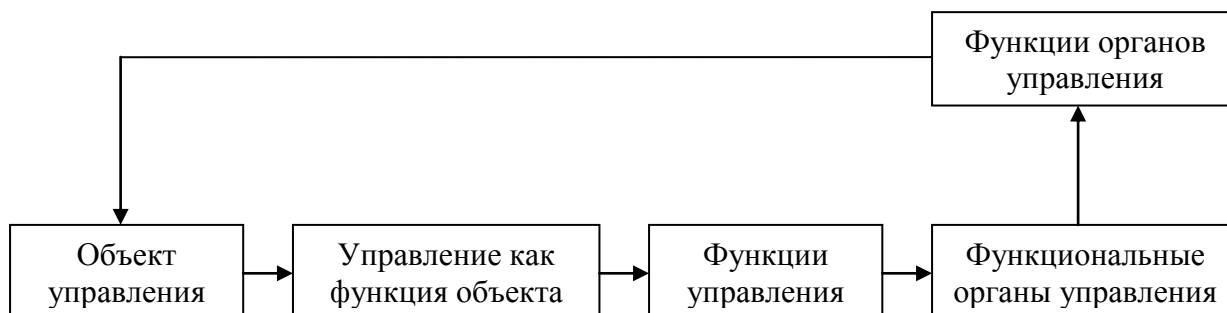 Функции органов
управления
Объект
управления
Управление как
функция объекта
Функции
управления
Функциональные
органы управления